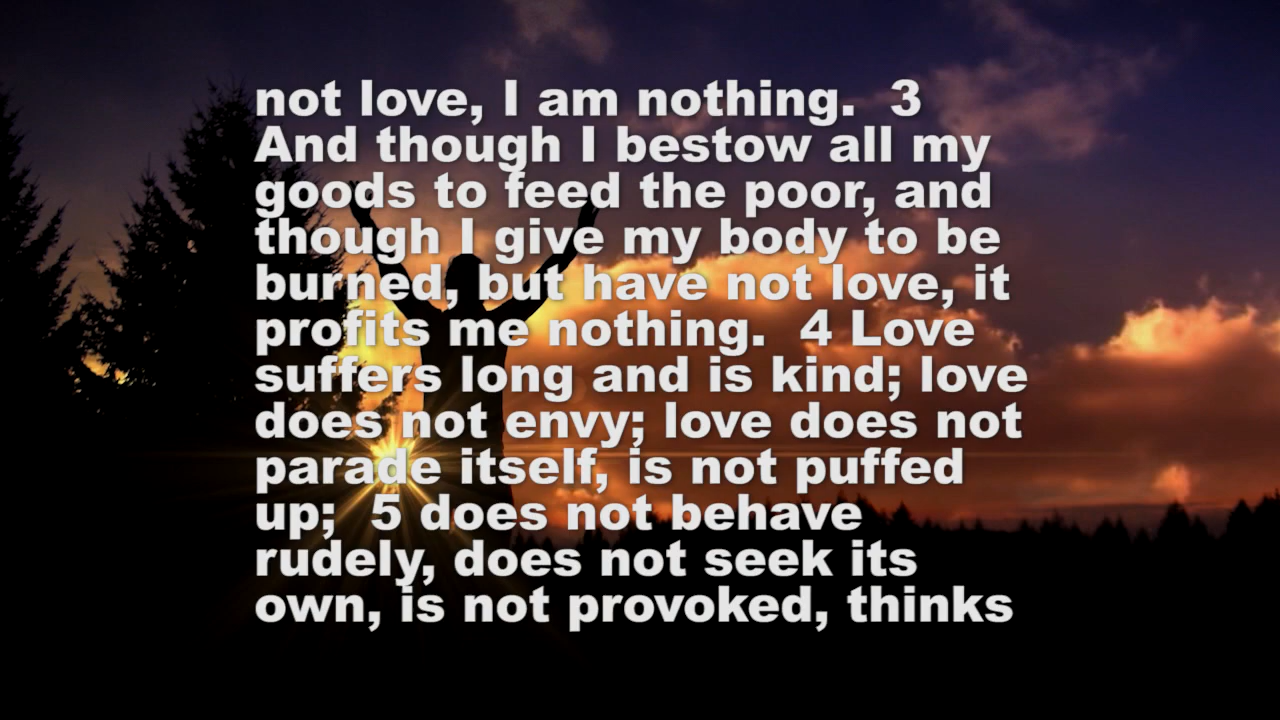 not love, I am nothing.  3
And though I bestow all my
goods to feed the poor, and
though I give my body to be
burned, but have not love, it
profits me nothing.  4 Love
suffers long and is kind; love
does not envy; love does not
parade itself, is not puffed
up;  5 does not behave
rudely, does not seek its
own, is not provoked, thinks